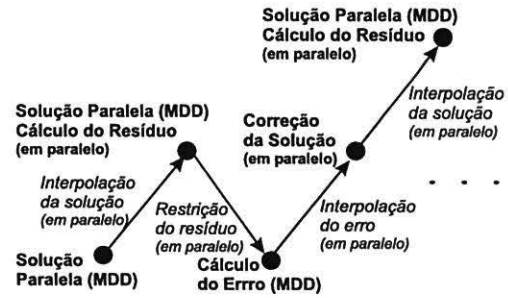 Solução Paralela (MDD)
Cálculo do Resíduo
(em paralelo)
Interpolação
da solução
(em paralelo)
Solução Paralela (MDD)
Cálculo do Resíduo
(em paralelo)
Correção
da Solução
(em paralelo)
Interpolação
da solução
(em paralelo)
Restrição
do resíduo
(em paralelo)
Interpolação
do erro
(em paralelo)
. . .
Solução
Paralela (MDD)
Cálculo
do Errro (MDD)